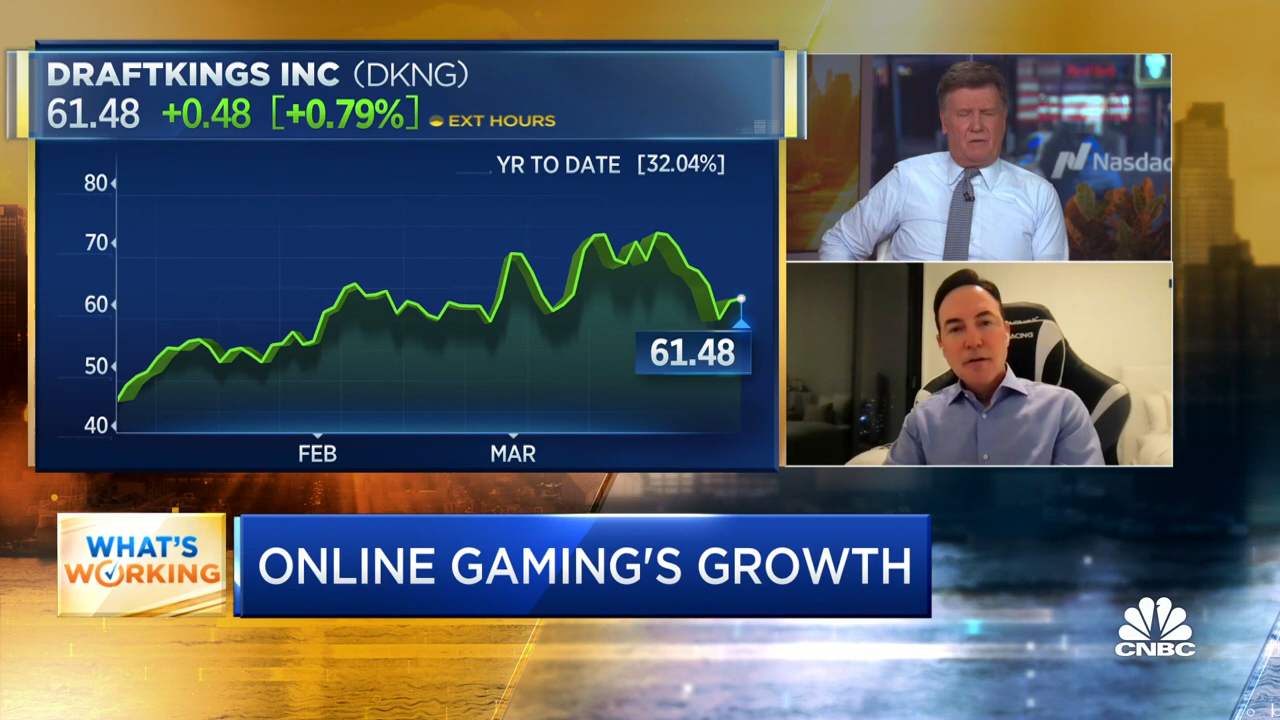 DRAFTKINGS INC (DKNG)
61.48 +0.48 [+0.79%] EXT HOURS
YR TO DATE [32.04%]
80
70
60
50
40
61.48
FEB MAR
Nasdaq
RACING
WHAT'S
WORKING
ONLINE GAMING'S GROWTH
CNBC